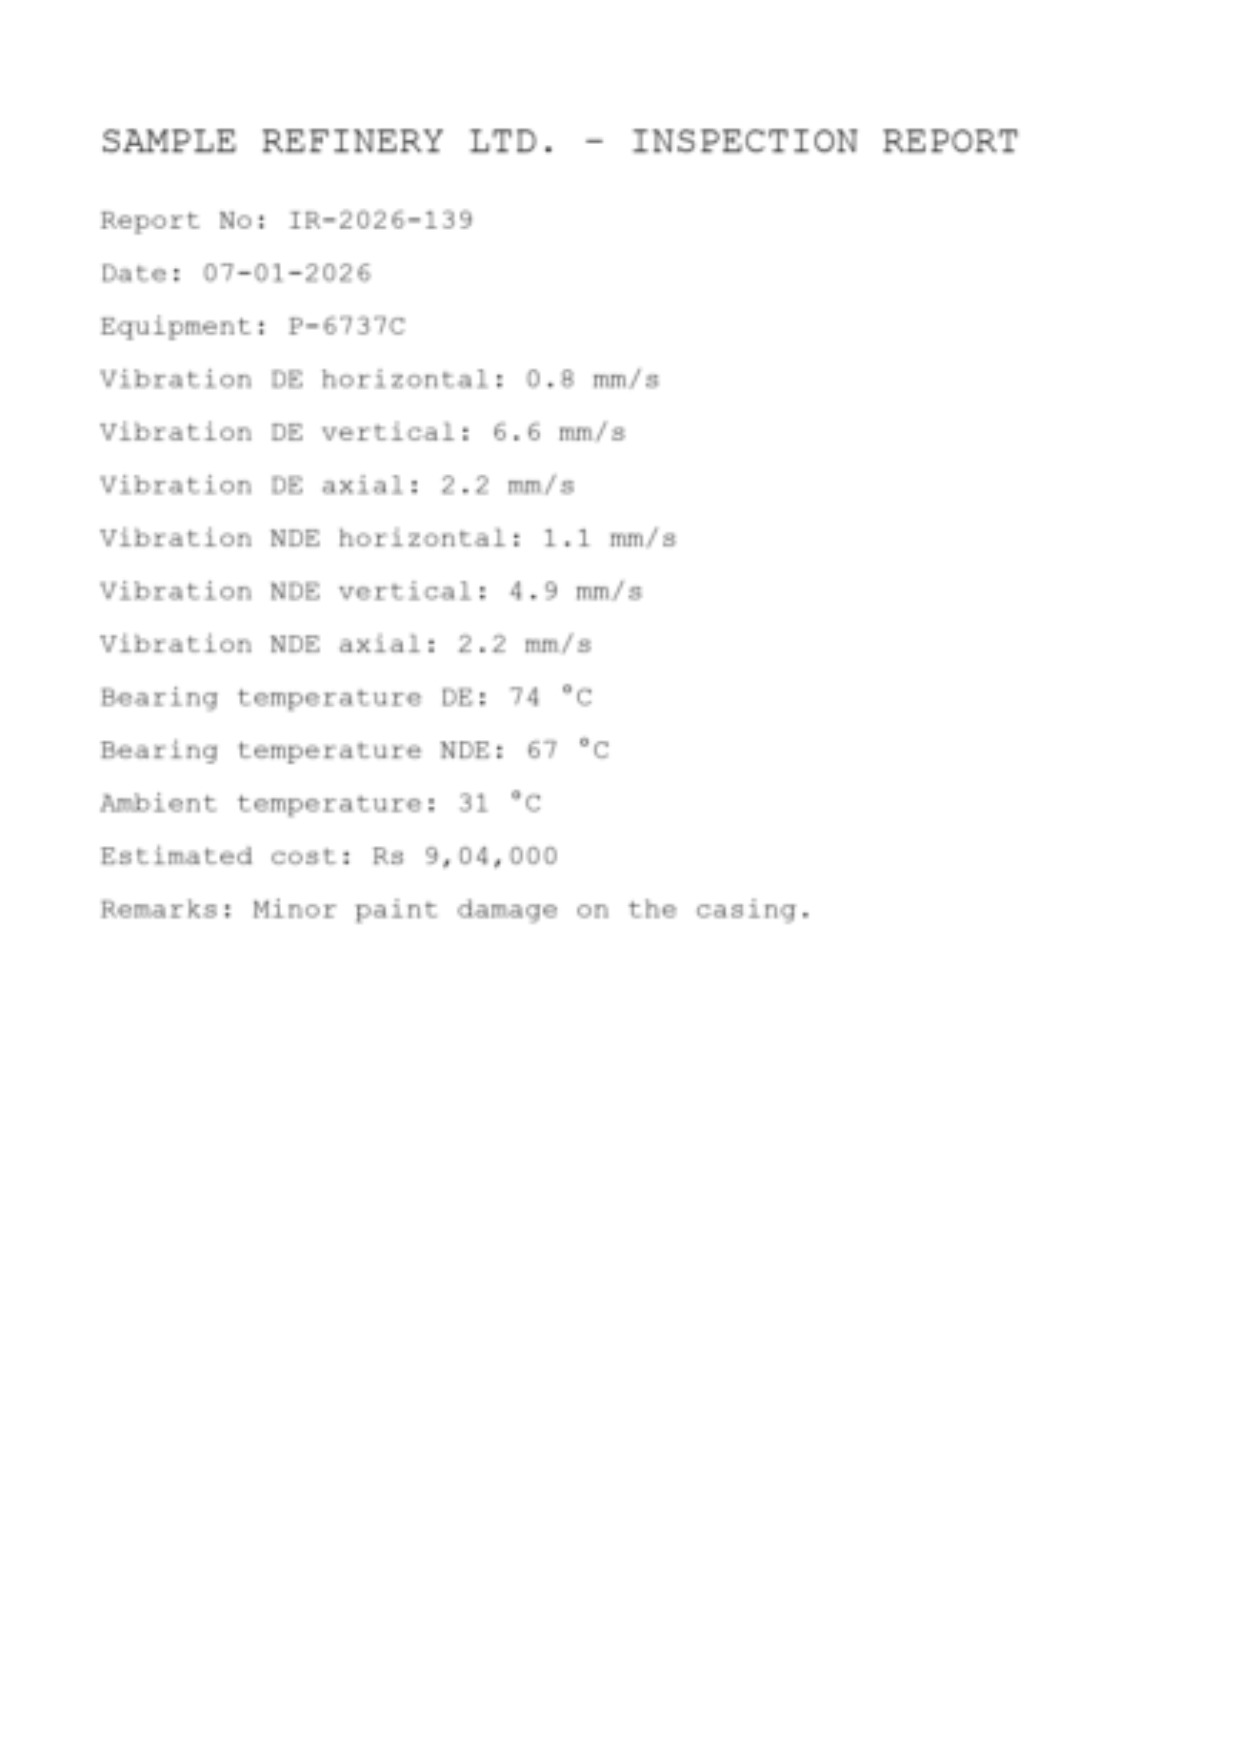 SAMPLE REFINERY LTD. - INSPECTION REPORT
Report No: IR-2026-139
Date: 07-01-2026
Equipment: P-6737C
Vibration DE horizontal: 0.8 mm/s
Vibration DE vertical: 6.6 mm/s
Vibration DE axial: 2.2 mm/s
Vibration NDE horizontal: 1.1 mm/s
Vibration NDE vertical: 4.9 mm/s
Vibration NDE axial: 2.2 mm/s
Bearing temperature DE: 74 °C
Bearing temperature NDE: 67 °C
Ambient temperature: 31 °C
Estimated cost: Rs 9,04,000
Remarks: Minor paint damage on the casing.